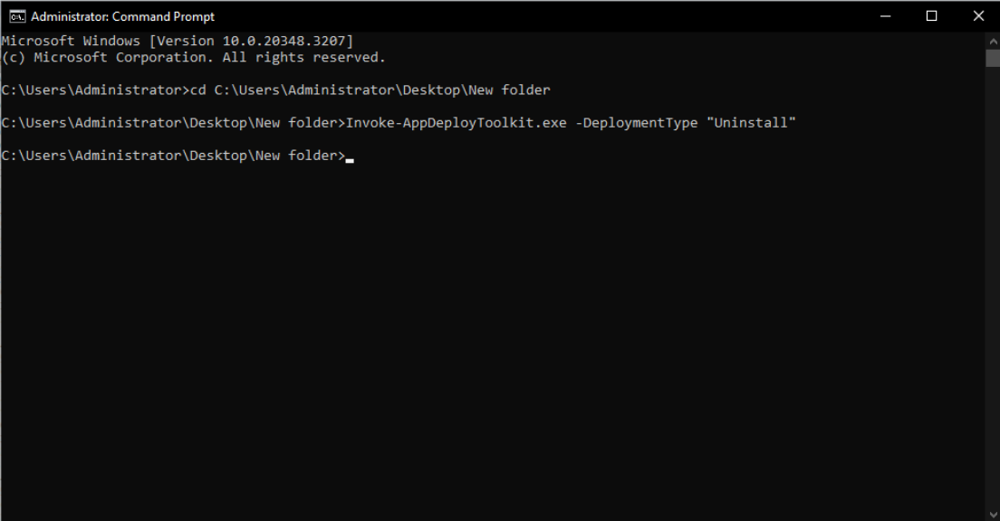 Administrator: Command Prompt
Microsoft Windows [Version 10.0.20348.3207]
(c) Microsoft Corporation. All rights reserved.
C:\Users\Administrator>cd C:\Users\Administrator\Desktop\New folder
C:\Users\Administrator\Desktop\New folder>Invoke-AppDeployToolkit.exe -DeploymentType "Uninstall"
C:\Users\Administrator\Desktop\New folder>